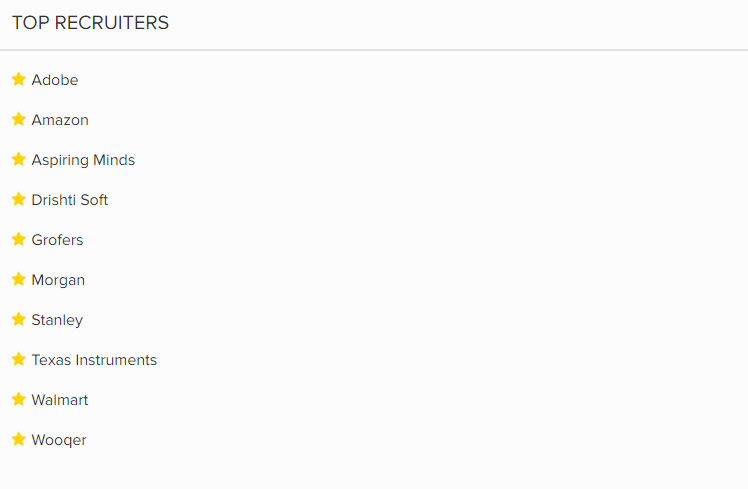 TOP RECRUITERS
Adobe
Amazon
Aspiring Minds
Drishti Soft
Grofers
Morgan
Stanley
Texas Instruments
Walmart
Wooqer